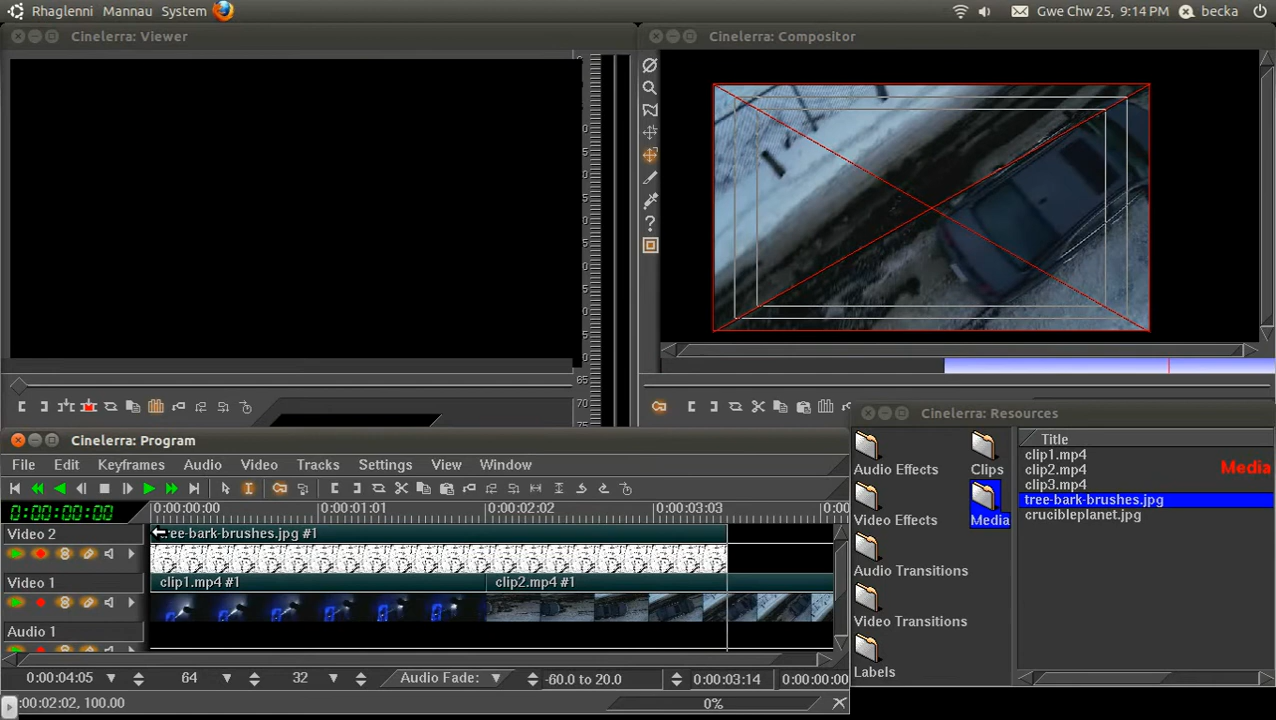 Rhaglenni Mannau System
Gwe Chw 25, 9:14 PM becka
Cinelerra: Viewer
Cinelerra: Compositor
65
70
75
Cinelerra: Program
File Edit Keyframes Audio Video Tracks Settings View Window
0:00:00:00
0:00:00:00 0:00:01:01 0:00:02:02 0:00:03:03
Video 2
ree-bark-brushes.jpg #1
Video 1
clip1.mp4 #1
clip2.mp4 #1
Audio 1
0:00:04:05 64 32 Audio Fade: -60.0 to 20.0 0:00:03:14 0:00:00:00
:00:02:02, 100.00
0%
Cinelerra: Resources
Audio Effects
Clips
Video Effects
Media
Audio Transitions
Video Transitions
Labels
Title
clip1.mp4
clip2.mp4
clip3.mp4
tree-bark-brushes.jpg
crucibleplanet.jpg
Media